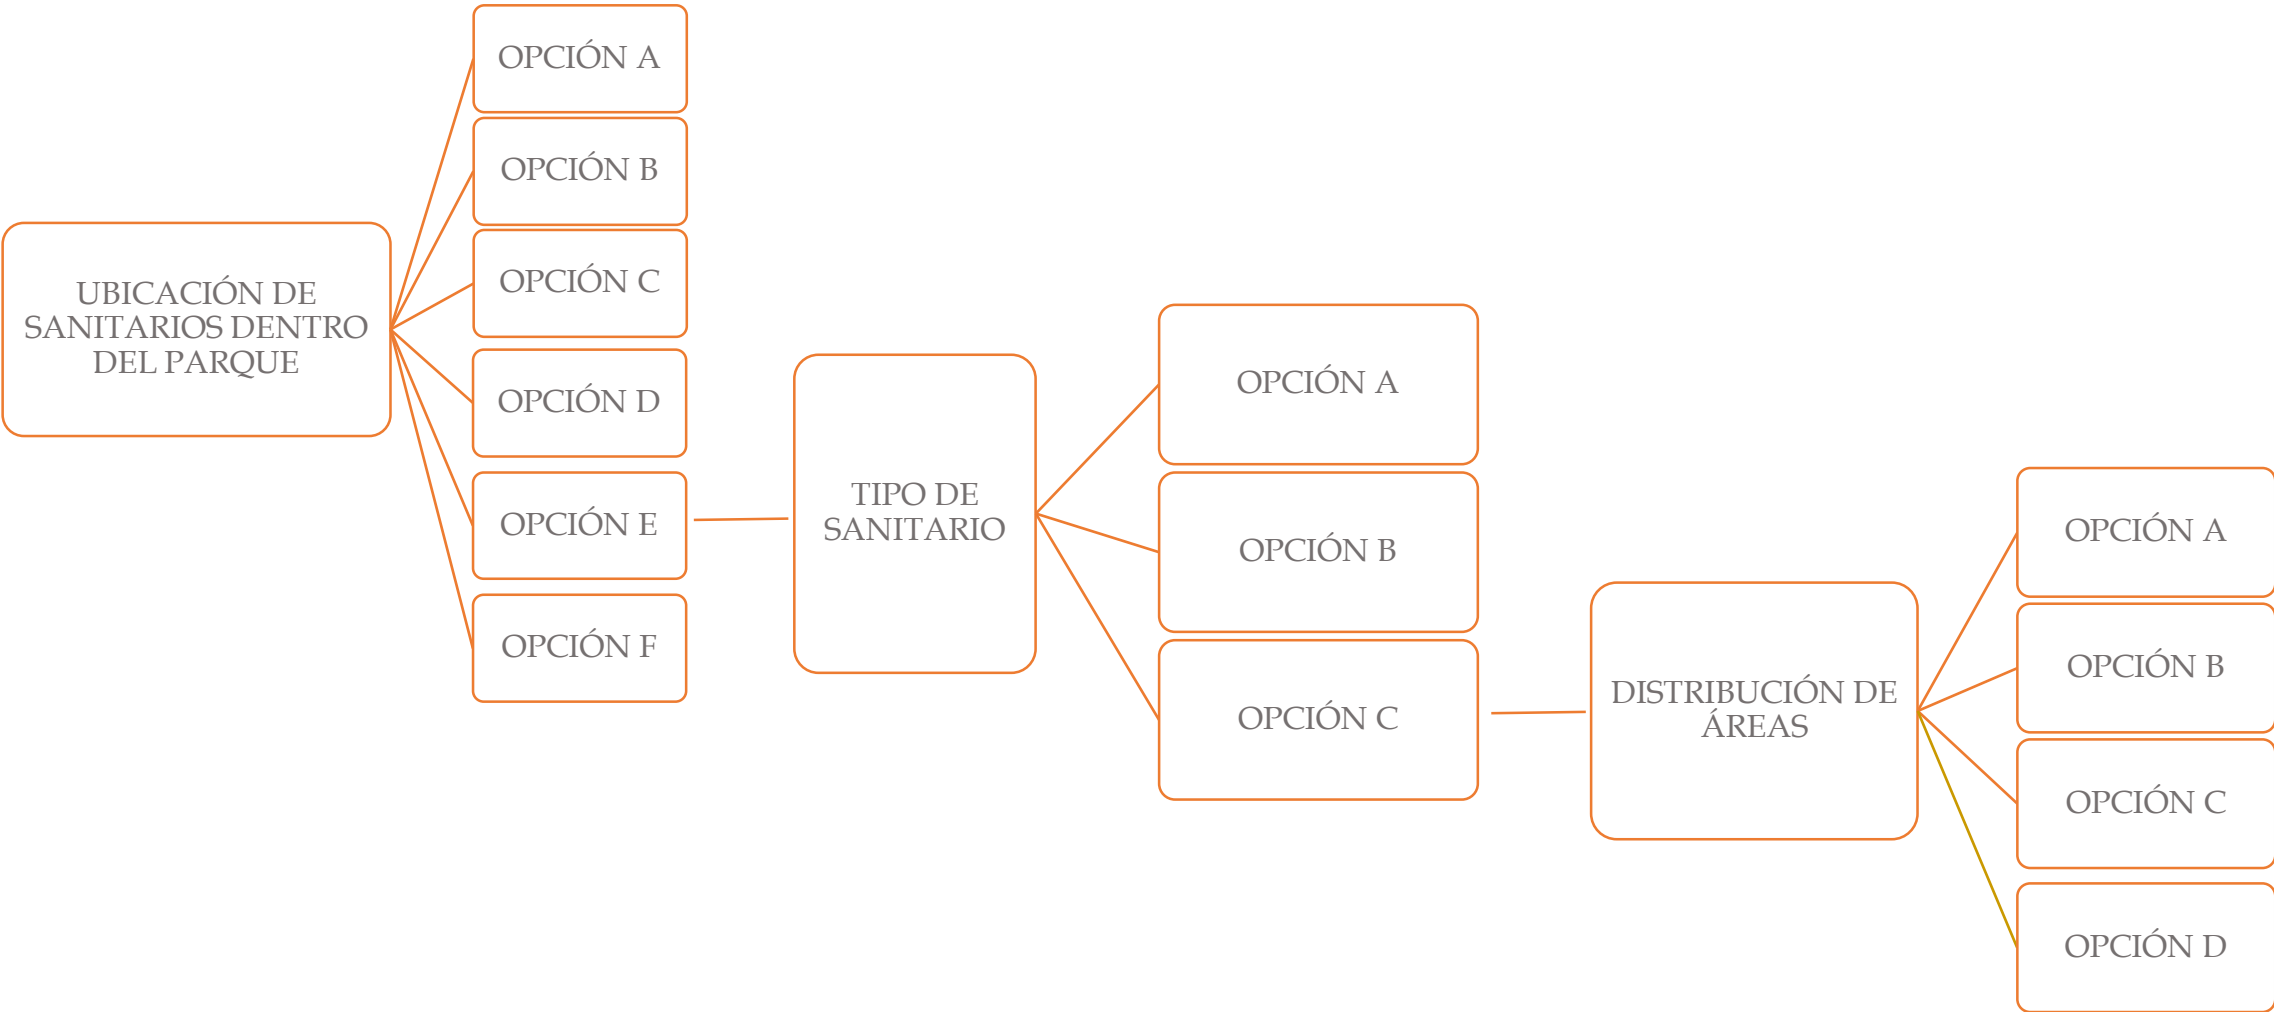 UBICACIÓN DE
SANITARIOS DENTRO
DEL PARQUE
OPCIÓN A
OPCIÓN B
OPCIÓN C
OPCIÓN D
OPCIÓN E
OPCIÓN F
TIPO DE
SANITARIO
OPCIÓN A
OPCIÓN B
OPCIÓN C
DISTRIBUCIÓN DE
ÁREAS
OPCIÓN A
OPCIÓN B
OPCIÓN C
OPCIÓN D